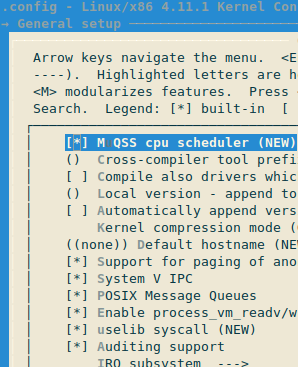 .config - Linux/x86 4.11.1 Kernel Con
→ General setup
Arrow keys navigate the menu. <E
----). Highlighted letters are h
<M> modularizes features. Press
Search. Legend: [*] built-in [
[*] M QSS cpu scheduler (NEW)
() Cross-compiler tool prefi
[ ] Compile also drivers whic
() Local version - append to
[ ] Automatically append vers
Kernel compression mode (
((none)) Default hostname (NEW
[*] Support for paging of ano
[*] System V IPC
[*] POSIX Message Queues
[*] Enable process_vm_readv/w
[*] uselib syscall (NEW)
[*] Auditing support
IRQ subsystem --->